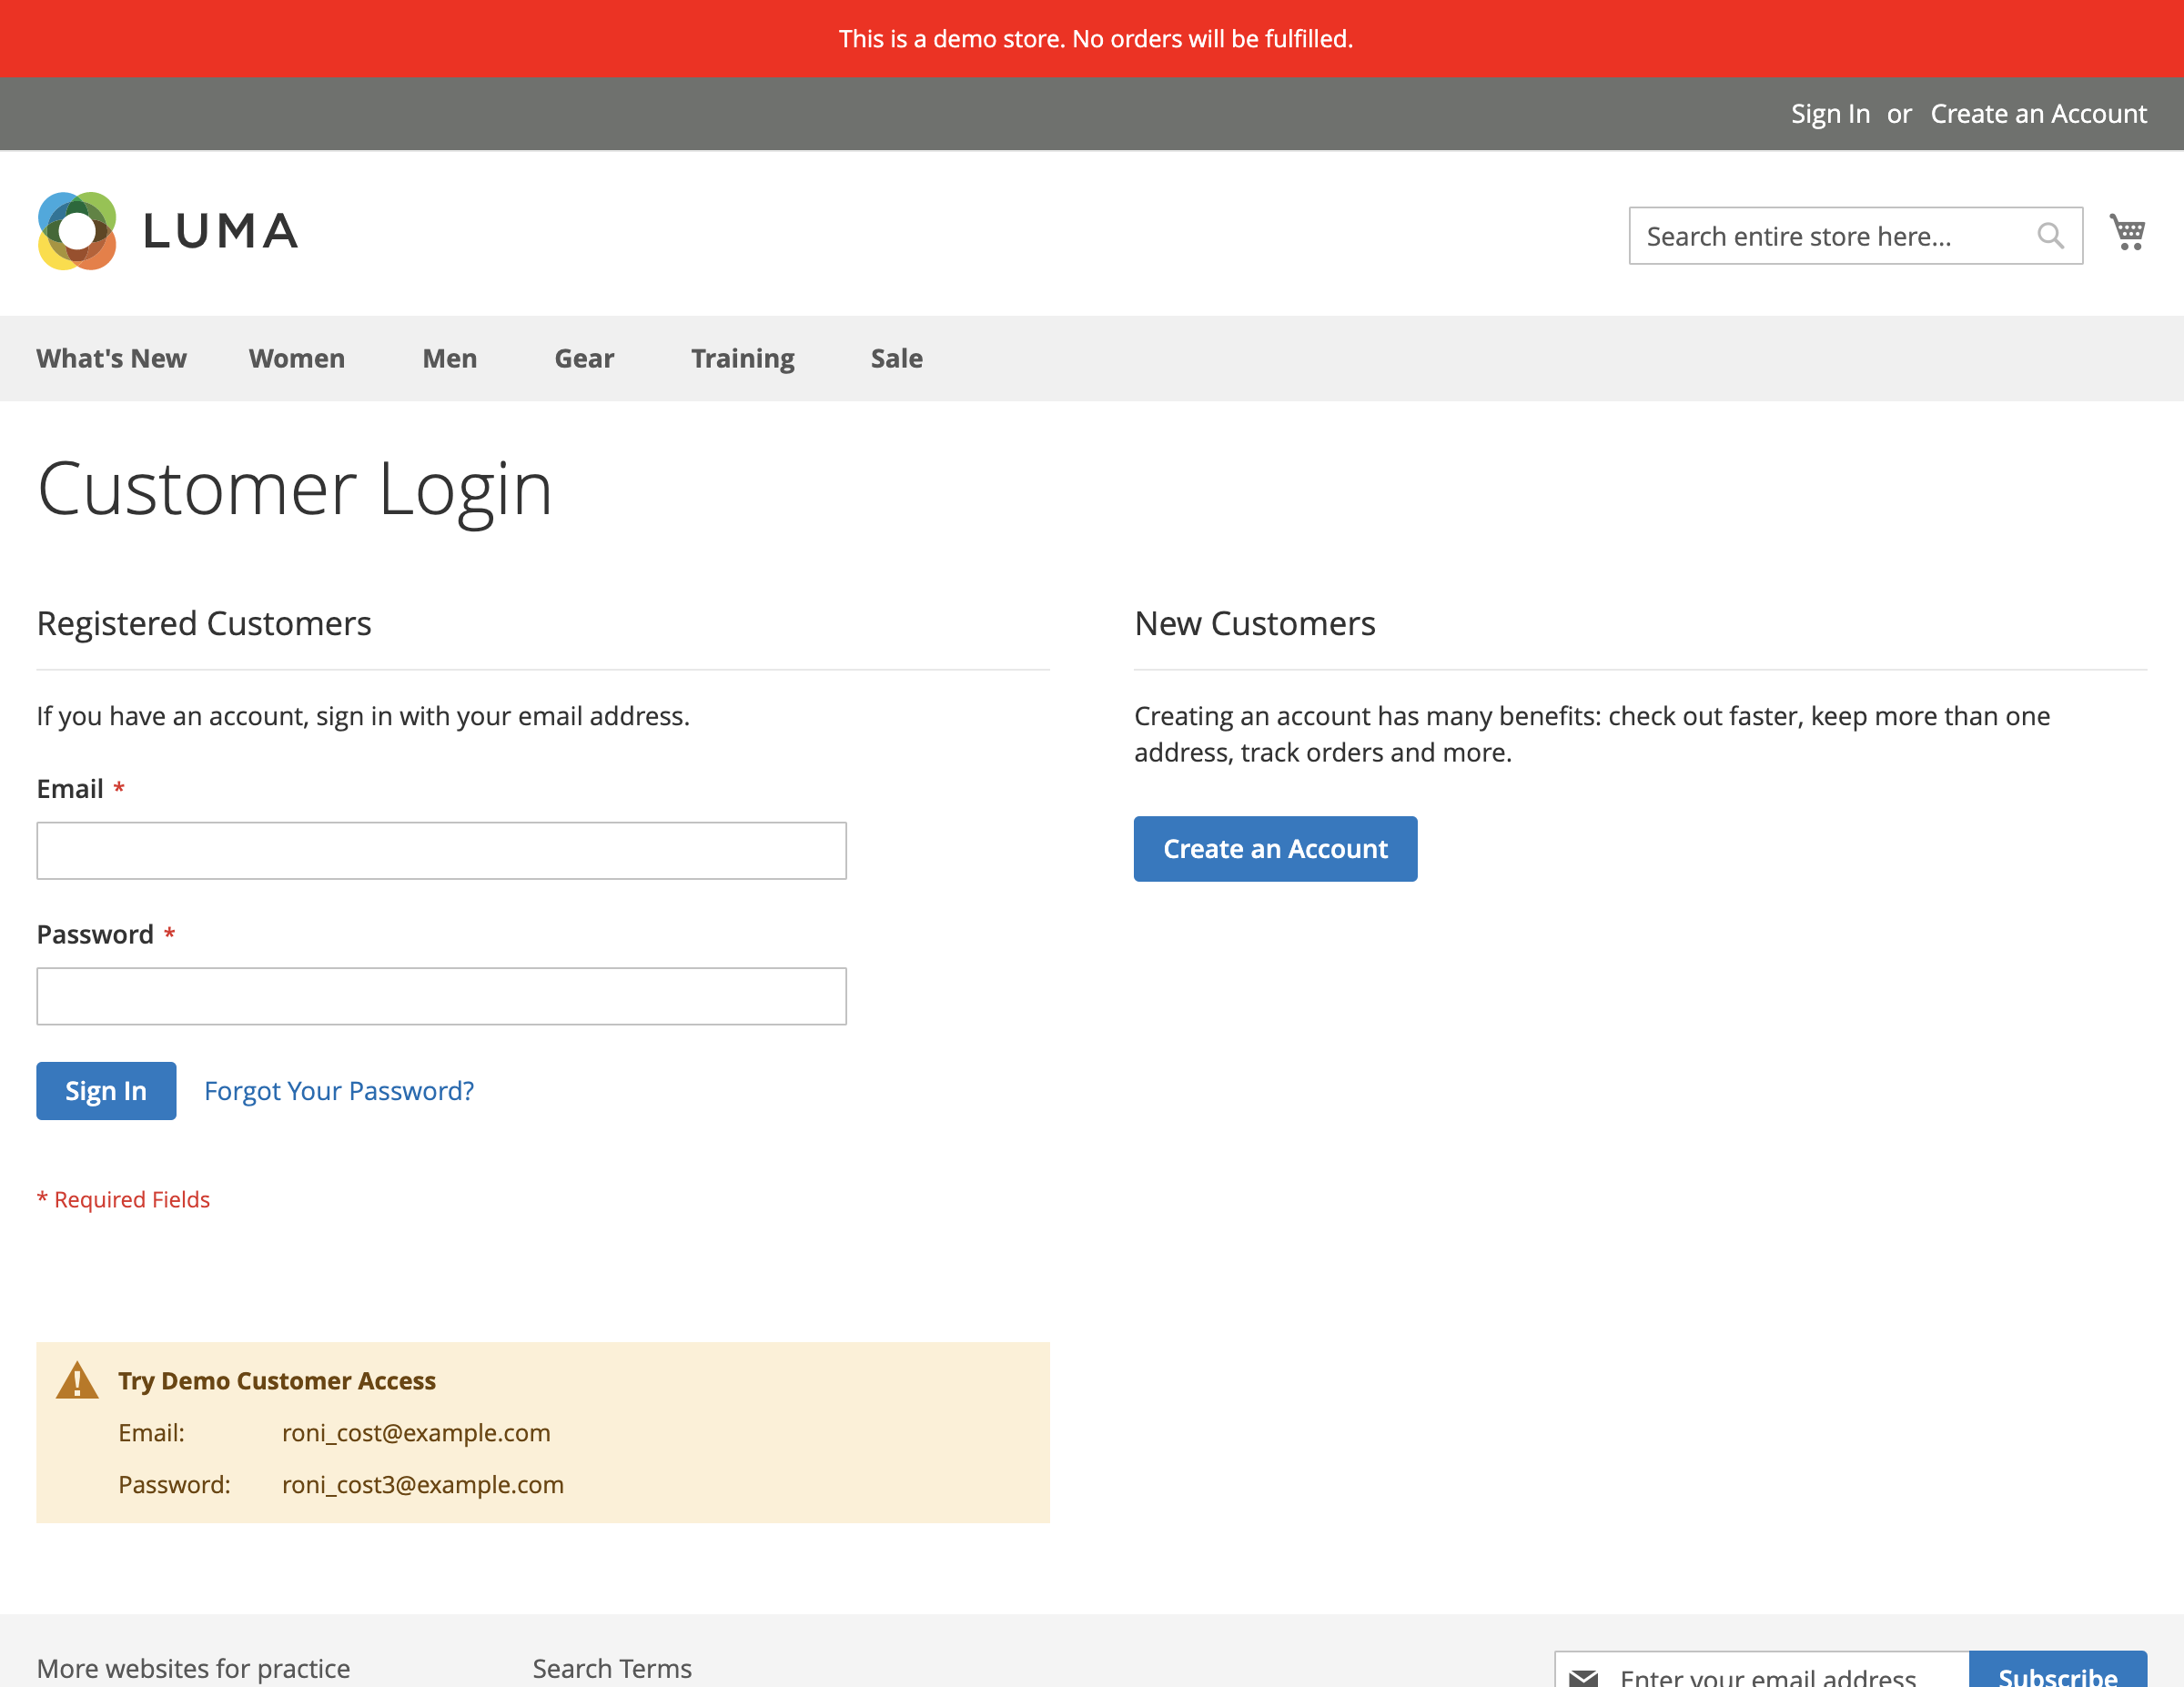 This is a demo store. No orders will be fulfilled.
Sign In or Create an Account
LUMA
Search entire store here...
What's New Women Men Gear Training Sale
Customer Login
Registered Customers
If you have an account, sign in with your email address.
Email *
Password *
Sign In Forgot Your Password?
* Required Fields
New Customers
Creating an account has many benefits: check out faster, keep more than one
address, track orders and more.
Create an Account
Try Demo Customer Access
Email: roni_cost@example.com
Password: roni_cost3@example.com
More websites for practice
Search Terms
Enter your email address
Subscribe